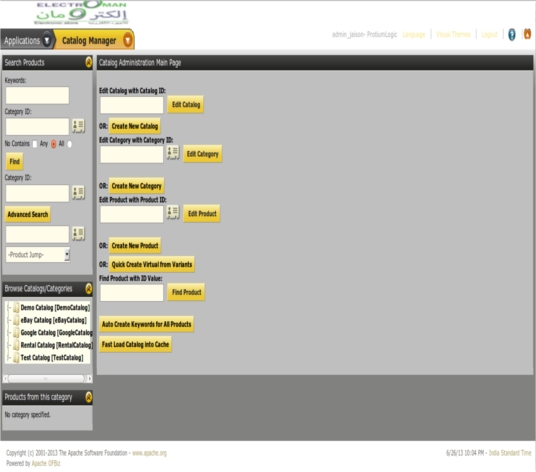 ELECTROMAN
إلكترو مان
Applications
Catalog Manager
admin_jaison- ProtiumLaps
Language
Visual Themes
Logout
Search Products
Keywords:
Category ID:
No Contains Any All
Find
Category ID:
Advanced Search
-Product Jump-
Browse Catalogs/Categories
Demo Catalog [DemoCatalog]
eBay Catalog [eBayCatalog]
Google Catalog [GoogleCatalog
Rental Catalog [RentalCatalog]
Test Catalog [TestCatalog]
Products from this category
No category specified.
Catalog Administration Main Page
Edit Catalog with Catalog ID:
Edit Catalog
OR: Create New Catalog
Edit Category with Category ID:
Edit Category
OR: Create New Category
Edit Product with Product ID:
Edit Product
OR: Create New Product
OR: Quick Create Virtual from Variants
Find Product with ID Value:
Find Product
Auto Create Keywords for All Products
Fast Load Catalog into Cache
Copyright (c) 2001-2013 The Apache Software Foundation - www.apache.org
Powered by Apache OFBiz
6/26/13 10:04 PM - India Standard Time